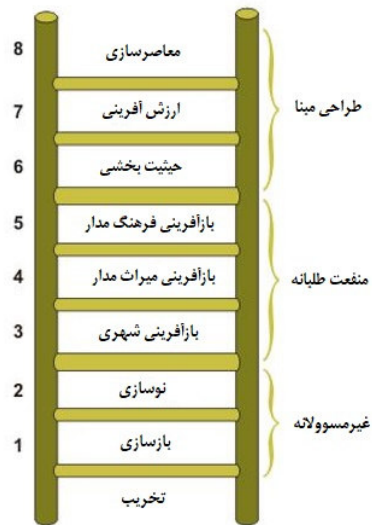 8 معاصرسازی
7 ارزش آفرینی
6 حیثیت بخشی
طراحی مبنا
5 بازآفرینی فرهنگ مدار
4 بازآفرینی میراث مدار
3 بازآفرینی شهری
منفعت طلبانه
2 نوسازی
1 بازسازی
غیرمسوولانه
تخریب